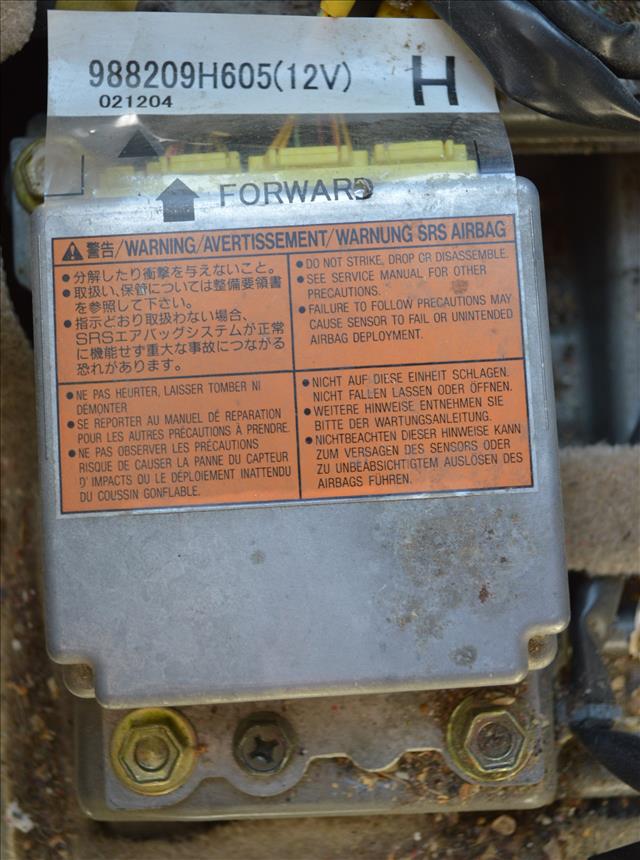 988209H605(12V) H
021204
FORWARD
警告/WARNING/AVERTISSEMENT/WARNUNG SRS AIRBAG
● 分解したり衝撃を与えないこと。
● 取扱い、保管については整備要領書
を参照して下さい。
● 指示どおり取扱わない場合、
SRSエアバッグシステムが正常
に機能せず重大な事故につながる
恐れがあります。
● DO NOT STRIKE, DROP OR DISASSEMBLE.
● SEE SERVICE MANUAL FOR OTHER
PRECAUTIONS.
● FAILURE TO FOLLOW PRECAUTIONS MAY
CAUSE SENSOR TO FAIL OR UNINTENDED
AIRBAG DEPLOYMENT.
● NE PAS HEURTER, LAISSER TOMBER NI
DÉMONTER
● SE REPORTER AU MANUEL DE RÉPARATION
POUR LES AUTRES PRÉCAUTIONS À PRENDRE.
● NE PAS OBSERVER LES PRÉCAUTIONS
RISQUE DE CAUSER LA PANNE DU CAPTEUR
D'IMPACTS OU LE DÉPLOIEMENT INATTENDU
DU COUSSIN GONFLABLE.
● NICHT AUF DIESE EINHEIT SCHLAGEN.
NICHT FALLEN LASSEN ODER ÖFFNEN.
● WEITERE HINWEISE ENTNEHMEN SIE
BITTE DER WARTUNGSANLEITUNG.
● NICHTBEACHTEN DIESER HINWEISE KANN
ZUM VERSAGEN DES SENSORS ODER
ZU UNBEABSICHTIGTEM AUSLÖSEN DES
AIRBAGS FÜHREN.